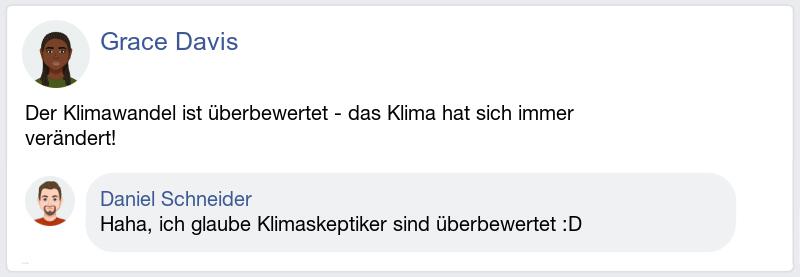 Grace Davis
Der Klimawandel ist überbewertet - das Klima hat sich immer
verändert!
Daniel Schneider
Haha, ich glaube Klimaskeptiker sind überbewertet :D